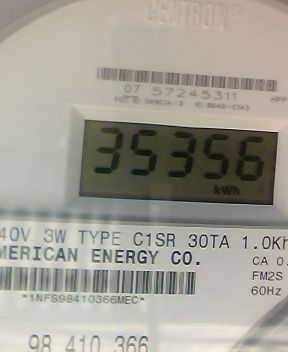 CENTRON®
07 57245311
35356
kWh
40V 3W TYPE C1SR 30TA 1.0Kh
MERICAN ENERGY CO.
CA 0.
FM2S
*1NFS98410366MEC*
60Hz
98 410 366